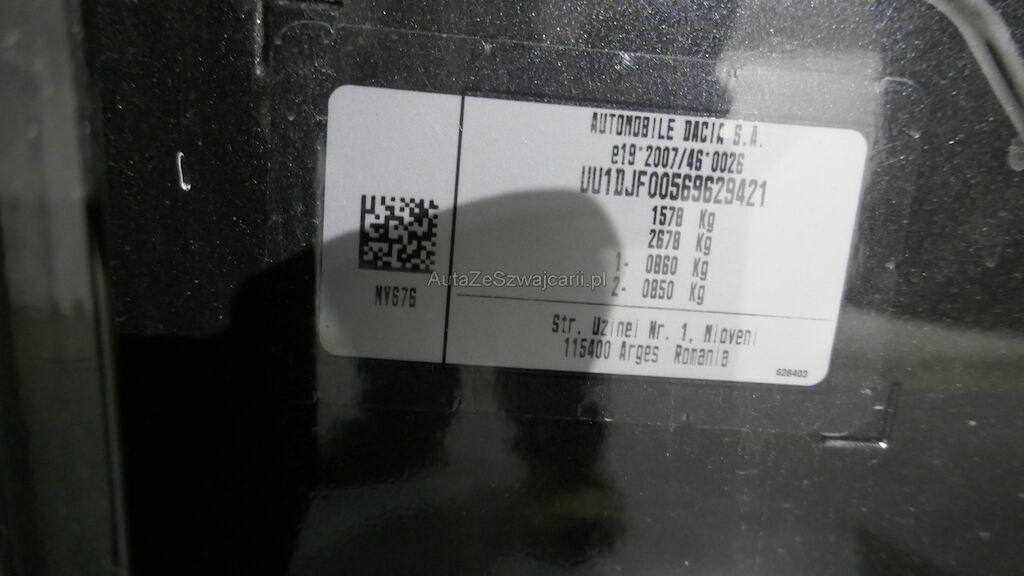 AUTOMOBILE DACIA S.A.
e19*2007/46*0026
UU1DJF00569629421
1578 Kg
2678 Kg
1- 0860 Kg
2- 0850 Kg
AutaZeSzwajcarii.pl
NV676
Str. Uzinei Nr. 1, Mioveni
115400 Arges Romania
628403